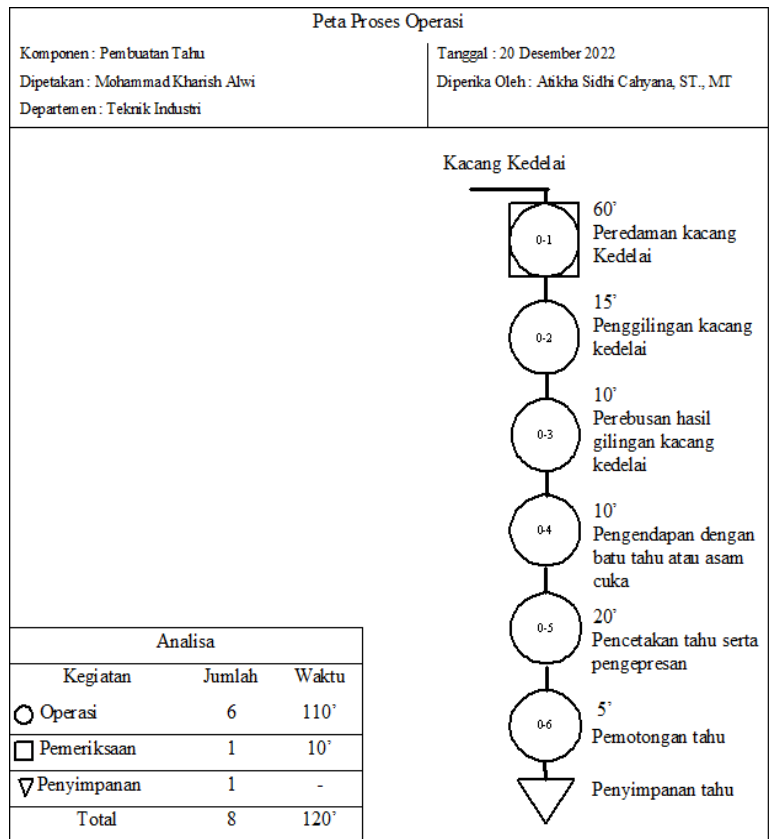 Peta Proses Operasi
Komponen : Pembuatan Tahu
Dipetakan : Mohammad Kharish Alwi
Departemen : Teknik Industri
Tanggal : 20 Desember 2022
Diperika Oleh : Atikha Sidhi Cahyana, ST., MT
Kacang Kedelai
0-1
60’
Peredaman kacang
Kedelai
0-2
15’
Penggilingan kacang
kedelai
0-3
10’
Perebusan hasil
gilingan kacang
kedelai
0-4
10’
Pengendapan dengan
batu tahu atau asam
cuka
0-5
20’
Pencetakan tahu serta
pengepresan
0-6
5’
Pemotongan tahu
Penyimpanan tahu
Analisa
Kegiatan Jumlah Waktu
Operasi 6 110’
Pemeriksaan 1 10’
Penyimpanan 1 -
Total 8 120’